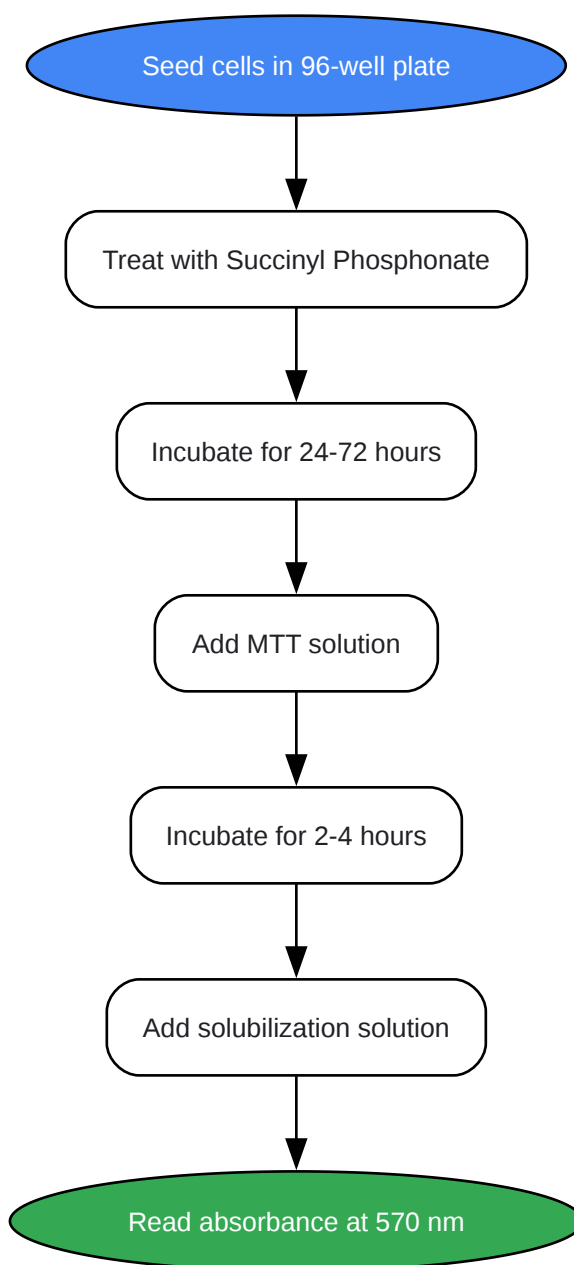 Seed cells in 96-well plate
Treat with Succinyl Phosphonate
Incubate for 24-72 hours
Add MTT solution
Incubate for 2-4 hours
Add solubilization solution
Read absorbance at 570 nm